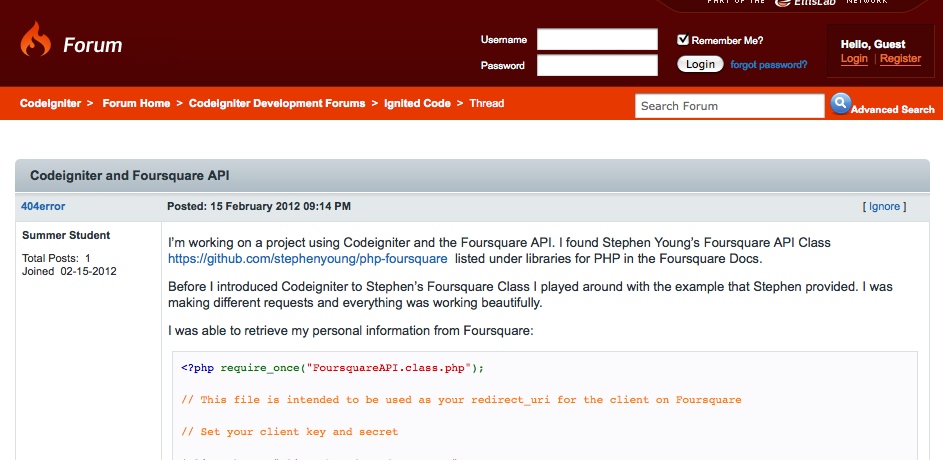 PART OF THE EllisLab NETWORK
Forum
Username
Remember Me?
Password
Login
forgot password?
Hello, Guest
Login | Register
CodeIgniter > Forum Home > CodeIgniter Development Forums > Ignited Code > Thread
Search Forum
Advanced Search
Codeigniter and Foursquare API
404error
Posted: 15 February 2012 09:14 PM
[ Ignore ]
Summer Student
Total Posts: 1
Joined 02-15-2012
I'm working on a project using Codeigniter and the Foursquare API. I found Stephen Young's Foursquare API Class
https://github.com/stephenyoung/php-foursquare listed under libraries for PHP in the Foursquare Docs.
Before I introduced Codeigniter to Stephen's Foursquare Class I played around with the example that Stephen provided. I was
making different requests and everything was working beautifully.
I was able to retrieve my personal information from Foursquare:
<?php require_once("FoursquareAPI.class.php");
// This file is intended to be used as your redirect_uri for the client on Foursquare
// Set your client key and secret